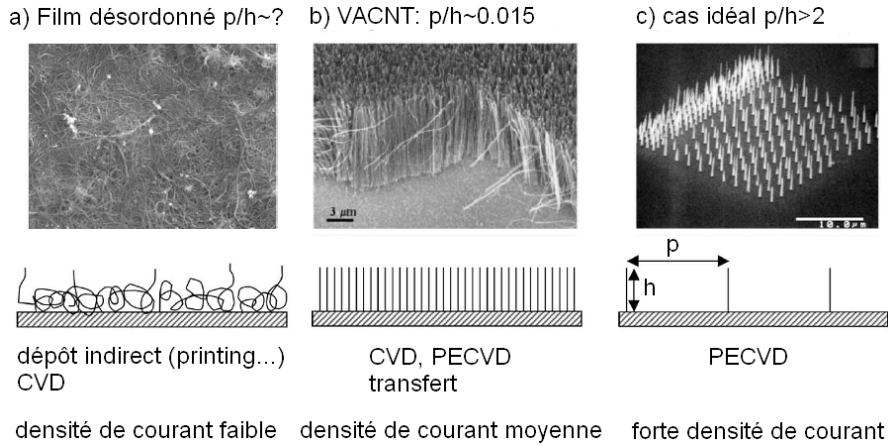 a) Film désordonné p/h~?
b) VACNT: p/h~0.015
c) cas idéal p/h>2
3 µm
10.0µm
p
h
dépôt indirect (printing...)
CVD
CVD, PECVD
transfert
PECVD
densité de courant faible
densité de courant moyenne
forte densité de courant